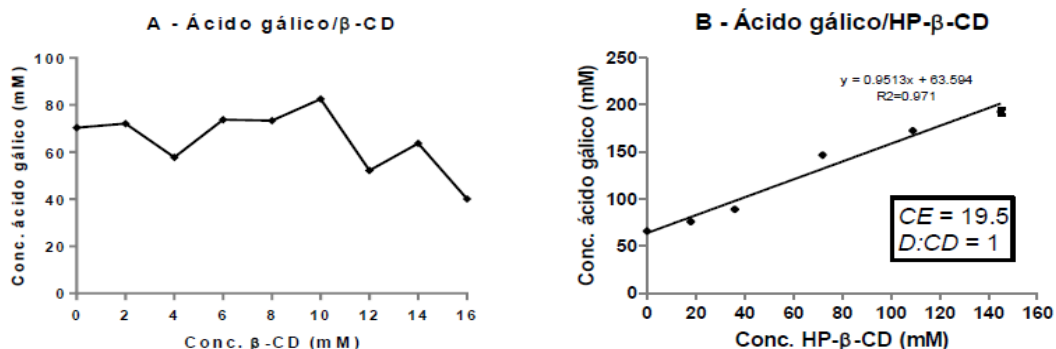 A - Ácido gálico/β-CD
Conc. ácido gálico (mM)
100
80
60
40
20
0
0 2 4 6 8 10 12 14 16
Conc. β-CD (mM)
B - Ácido gálico/HP-β-CD
Conc. ácido gálico (mM)
250
200
150
100
50
0
y = 0.9513x + 63.594
R2=0.971
CE = 19.5
D:CD = 1
0 20 40 60 80 100 120 140 160
Conc. HP-β-CD (mM)